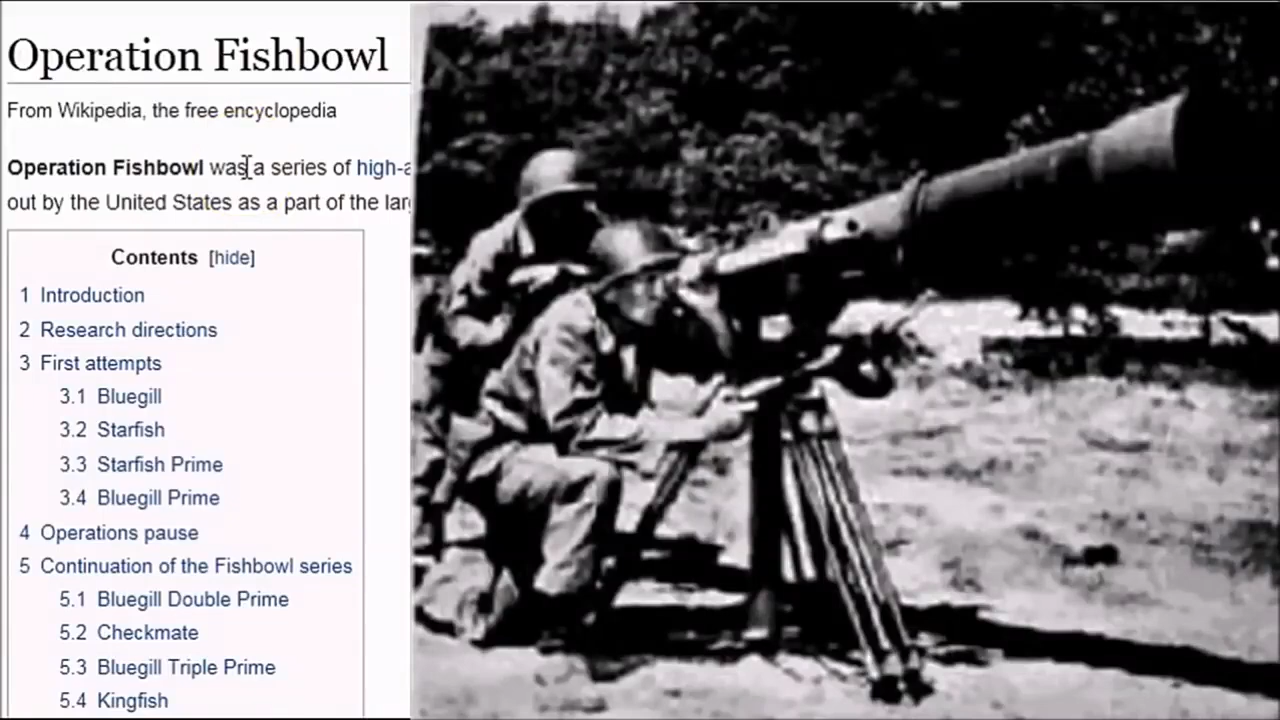 Operation Fishbowl
From Wikipedia, the free encyclopedia
Operation Fishbowl was a series of high-a
out by the United States as a part of the lar
Contents [hide]
1 Introduction
2 Research directions
3 First attempts
3.1 Bluegill
3.2 Starfish
3.3 Starfish Prime
3.4 Bluegill Prime
4 Operations pause
5 Continuation of the Fishbowl series
5.1 Bluegill Double Prime
5.2 Checkmate
5.3 Bluegill Triple Prime
5.4 Kingfish